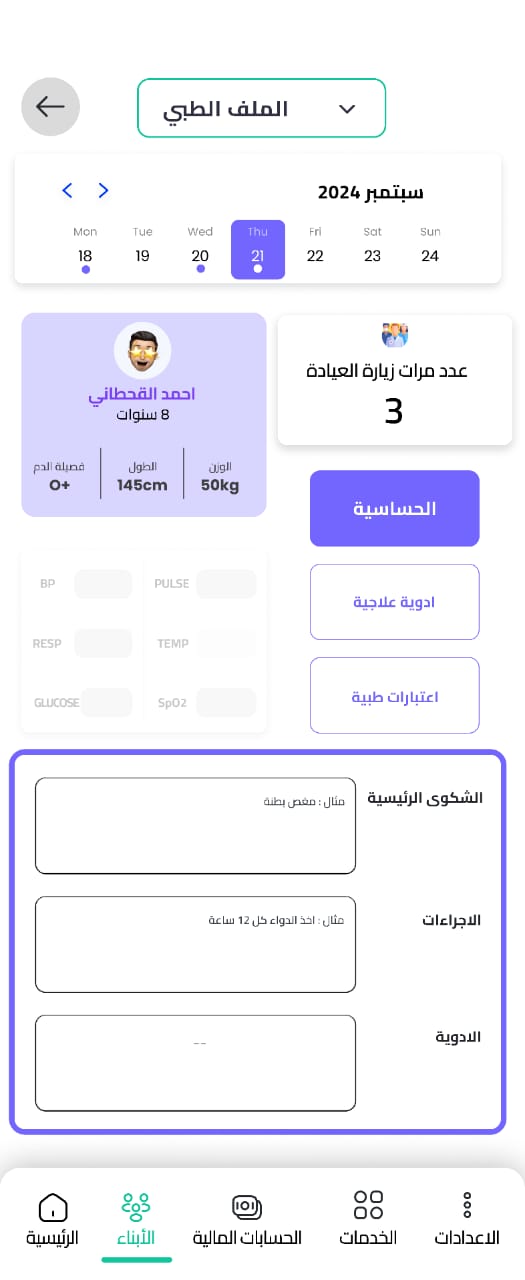 الملف الطبي
سبتمبر 2024
Mon Tue Wed Thu Fri Sat Sun
18 19 20 21 22 23 24
عدد مرات زيارة العيادة
3
احمد القحطاني
8 سنوات
الوزن الطول فصيلة الدم
50kg 145cm O+
الحساسية
ادوية علاجية
اعتبارات طبية
BP PULSE
RESP TEMP
GLUCOSE SpO2
الشكوى الرئيسية
مثال : مغص بطنة
الاجراءات
مثال : اخذ الدواء كل 12 ساعة
الادوية
--
الاعدادات الخدمات الحسابات المالية الأبناء الرئيسية